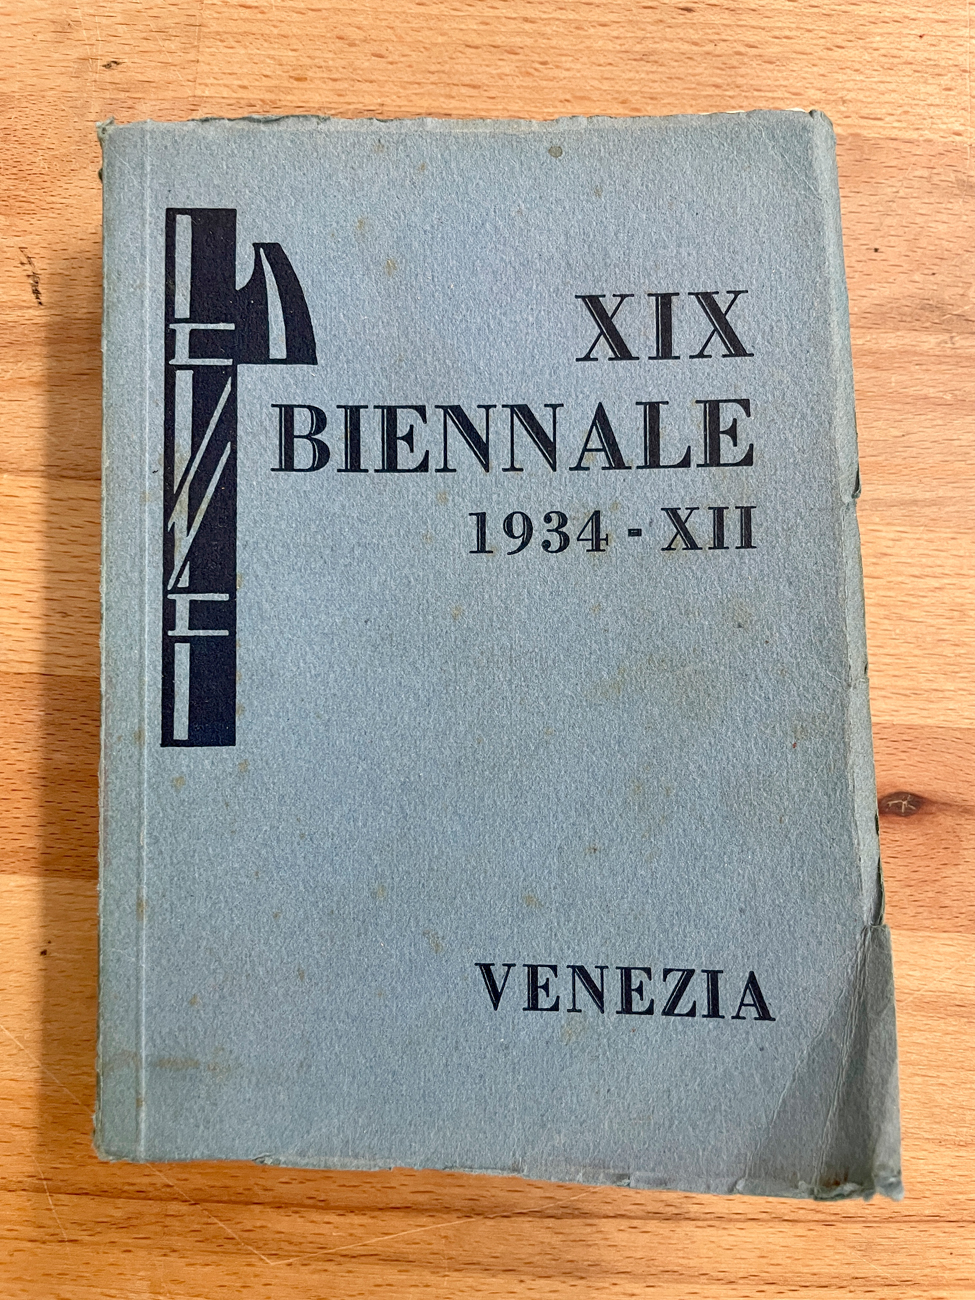 XIX
BIENNALE
1934 - XII
VENEZIA